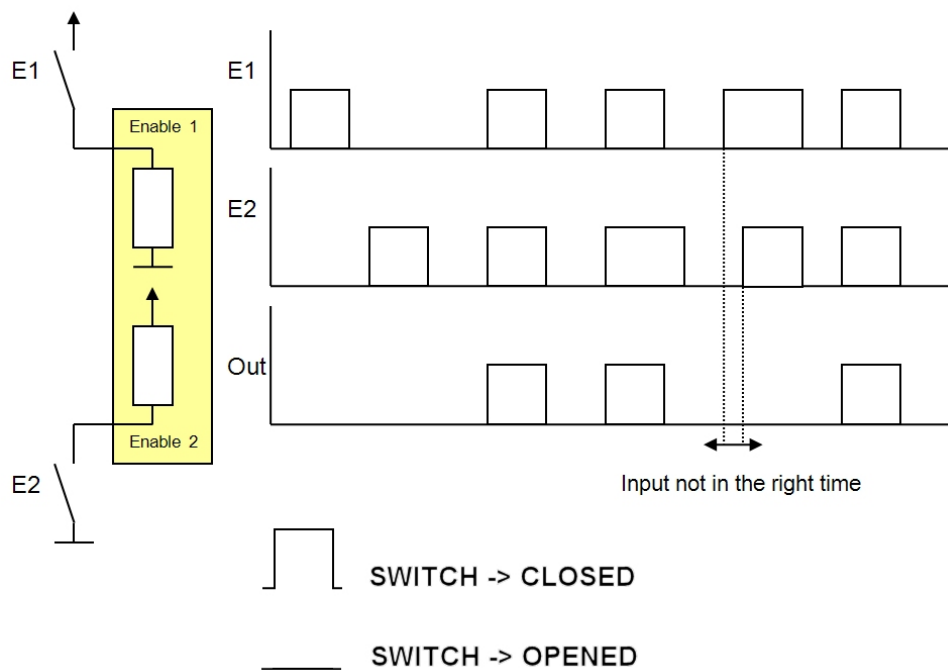 E1
Enable 1
E1
E2
Out
Enable 2
E2
Input not in the right time
SWITCH -> CLOSED
SWITCH -> OPENED